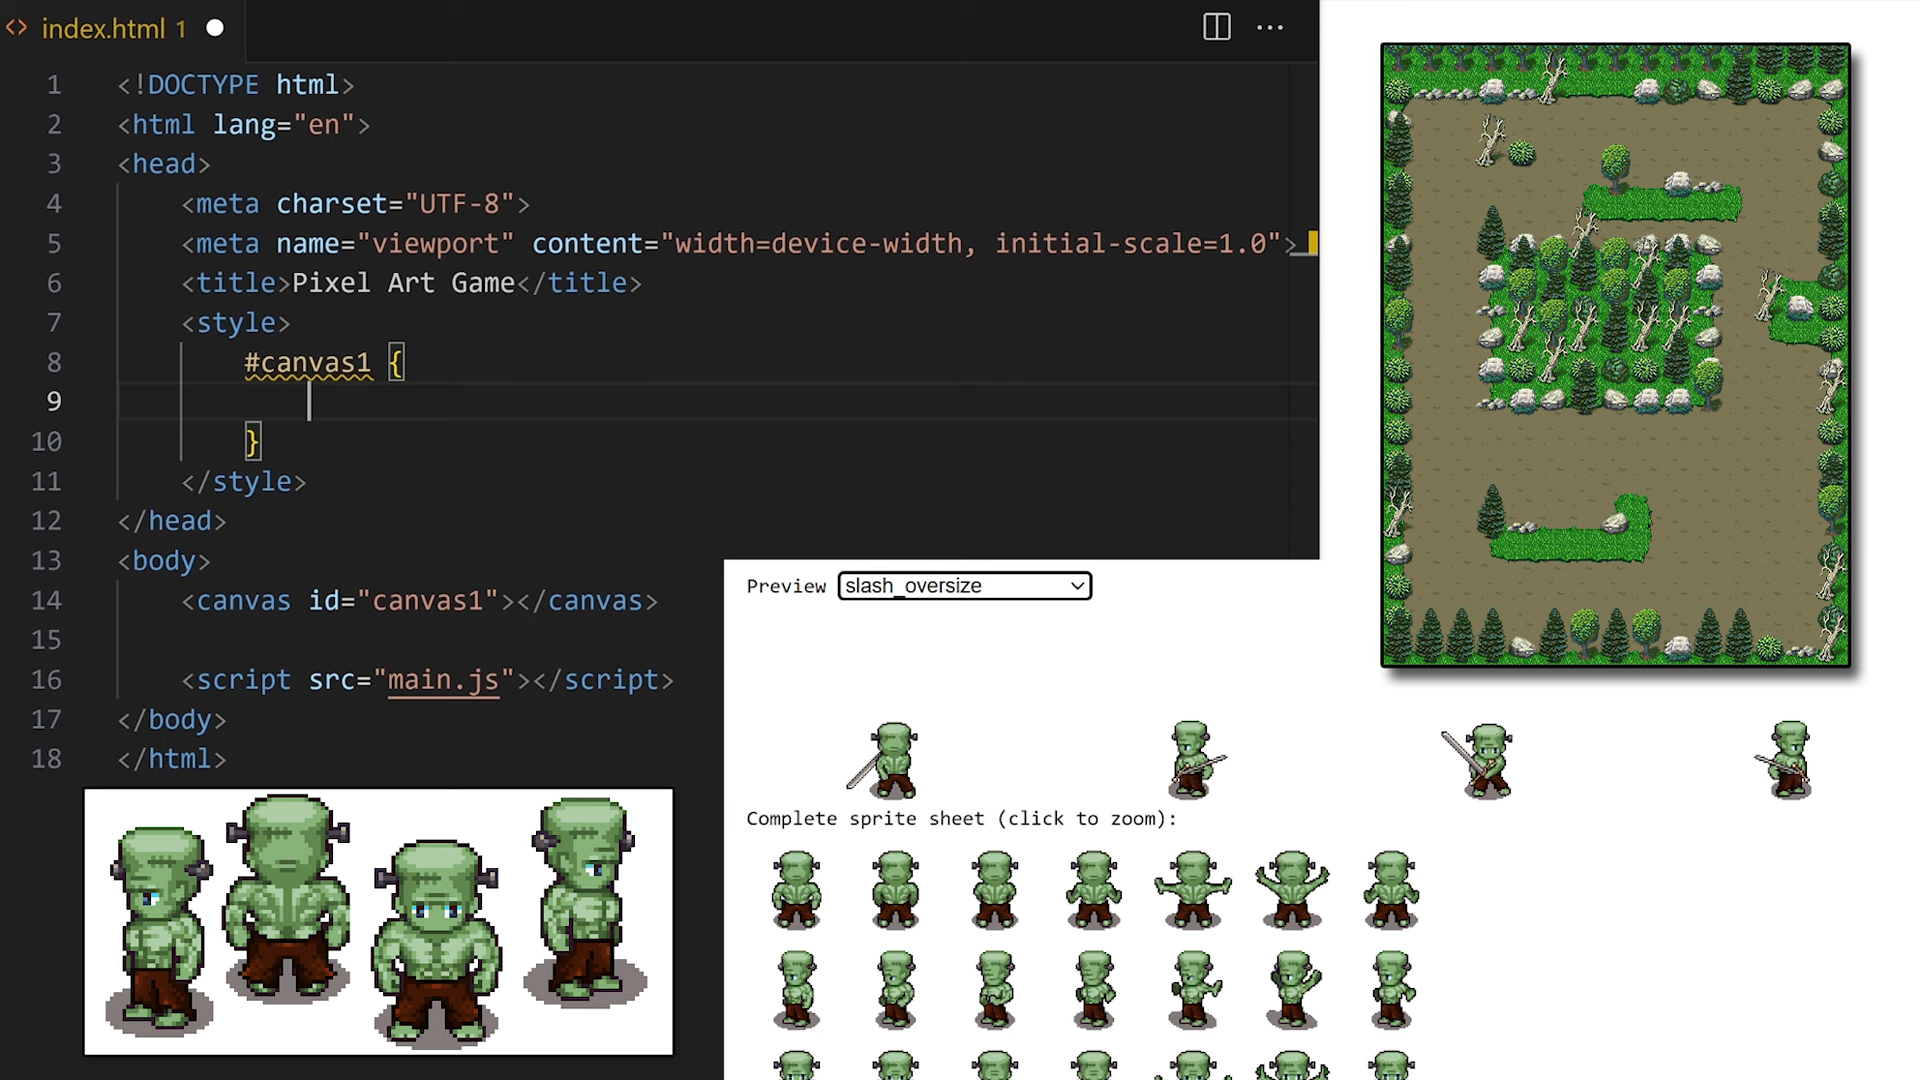 <> index.html 1
1 <!DOCTYPE html>
2 <html lang="en">
3 <head>
4 <meta charset="UTF-8">
5 <meta name="viewport" content="width=device-width, initial-scale=1.0">
6 <title>Pixel Art Game</title>
7 <style>
8 #canvas1 {
9
10 }
11 </style>
12 </head>
13 <body>
14 <canvas id="canvas1"></canvas>
15
16 <script src="main.js"></script>
17 </body>
18 </html>
Preview slash_oversize
Complete sprite sheet (click to zoom):